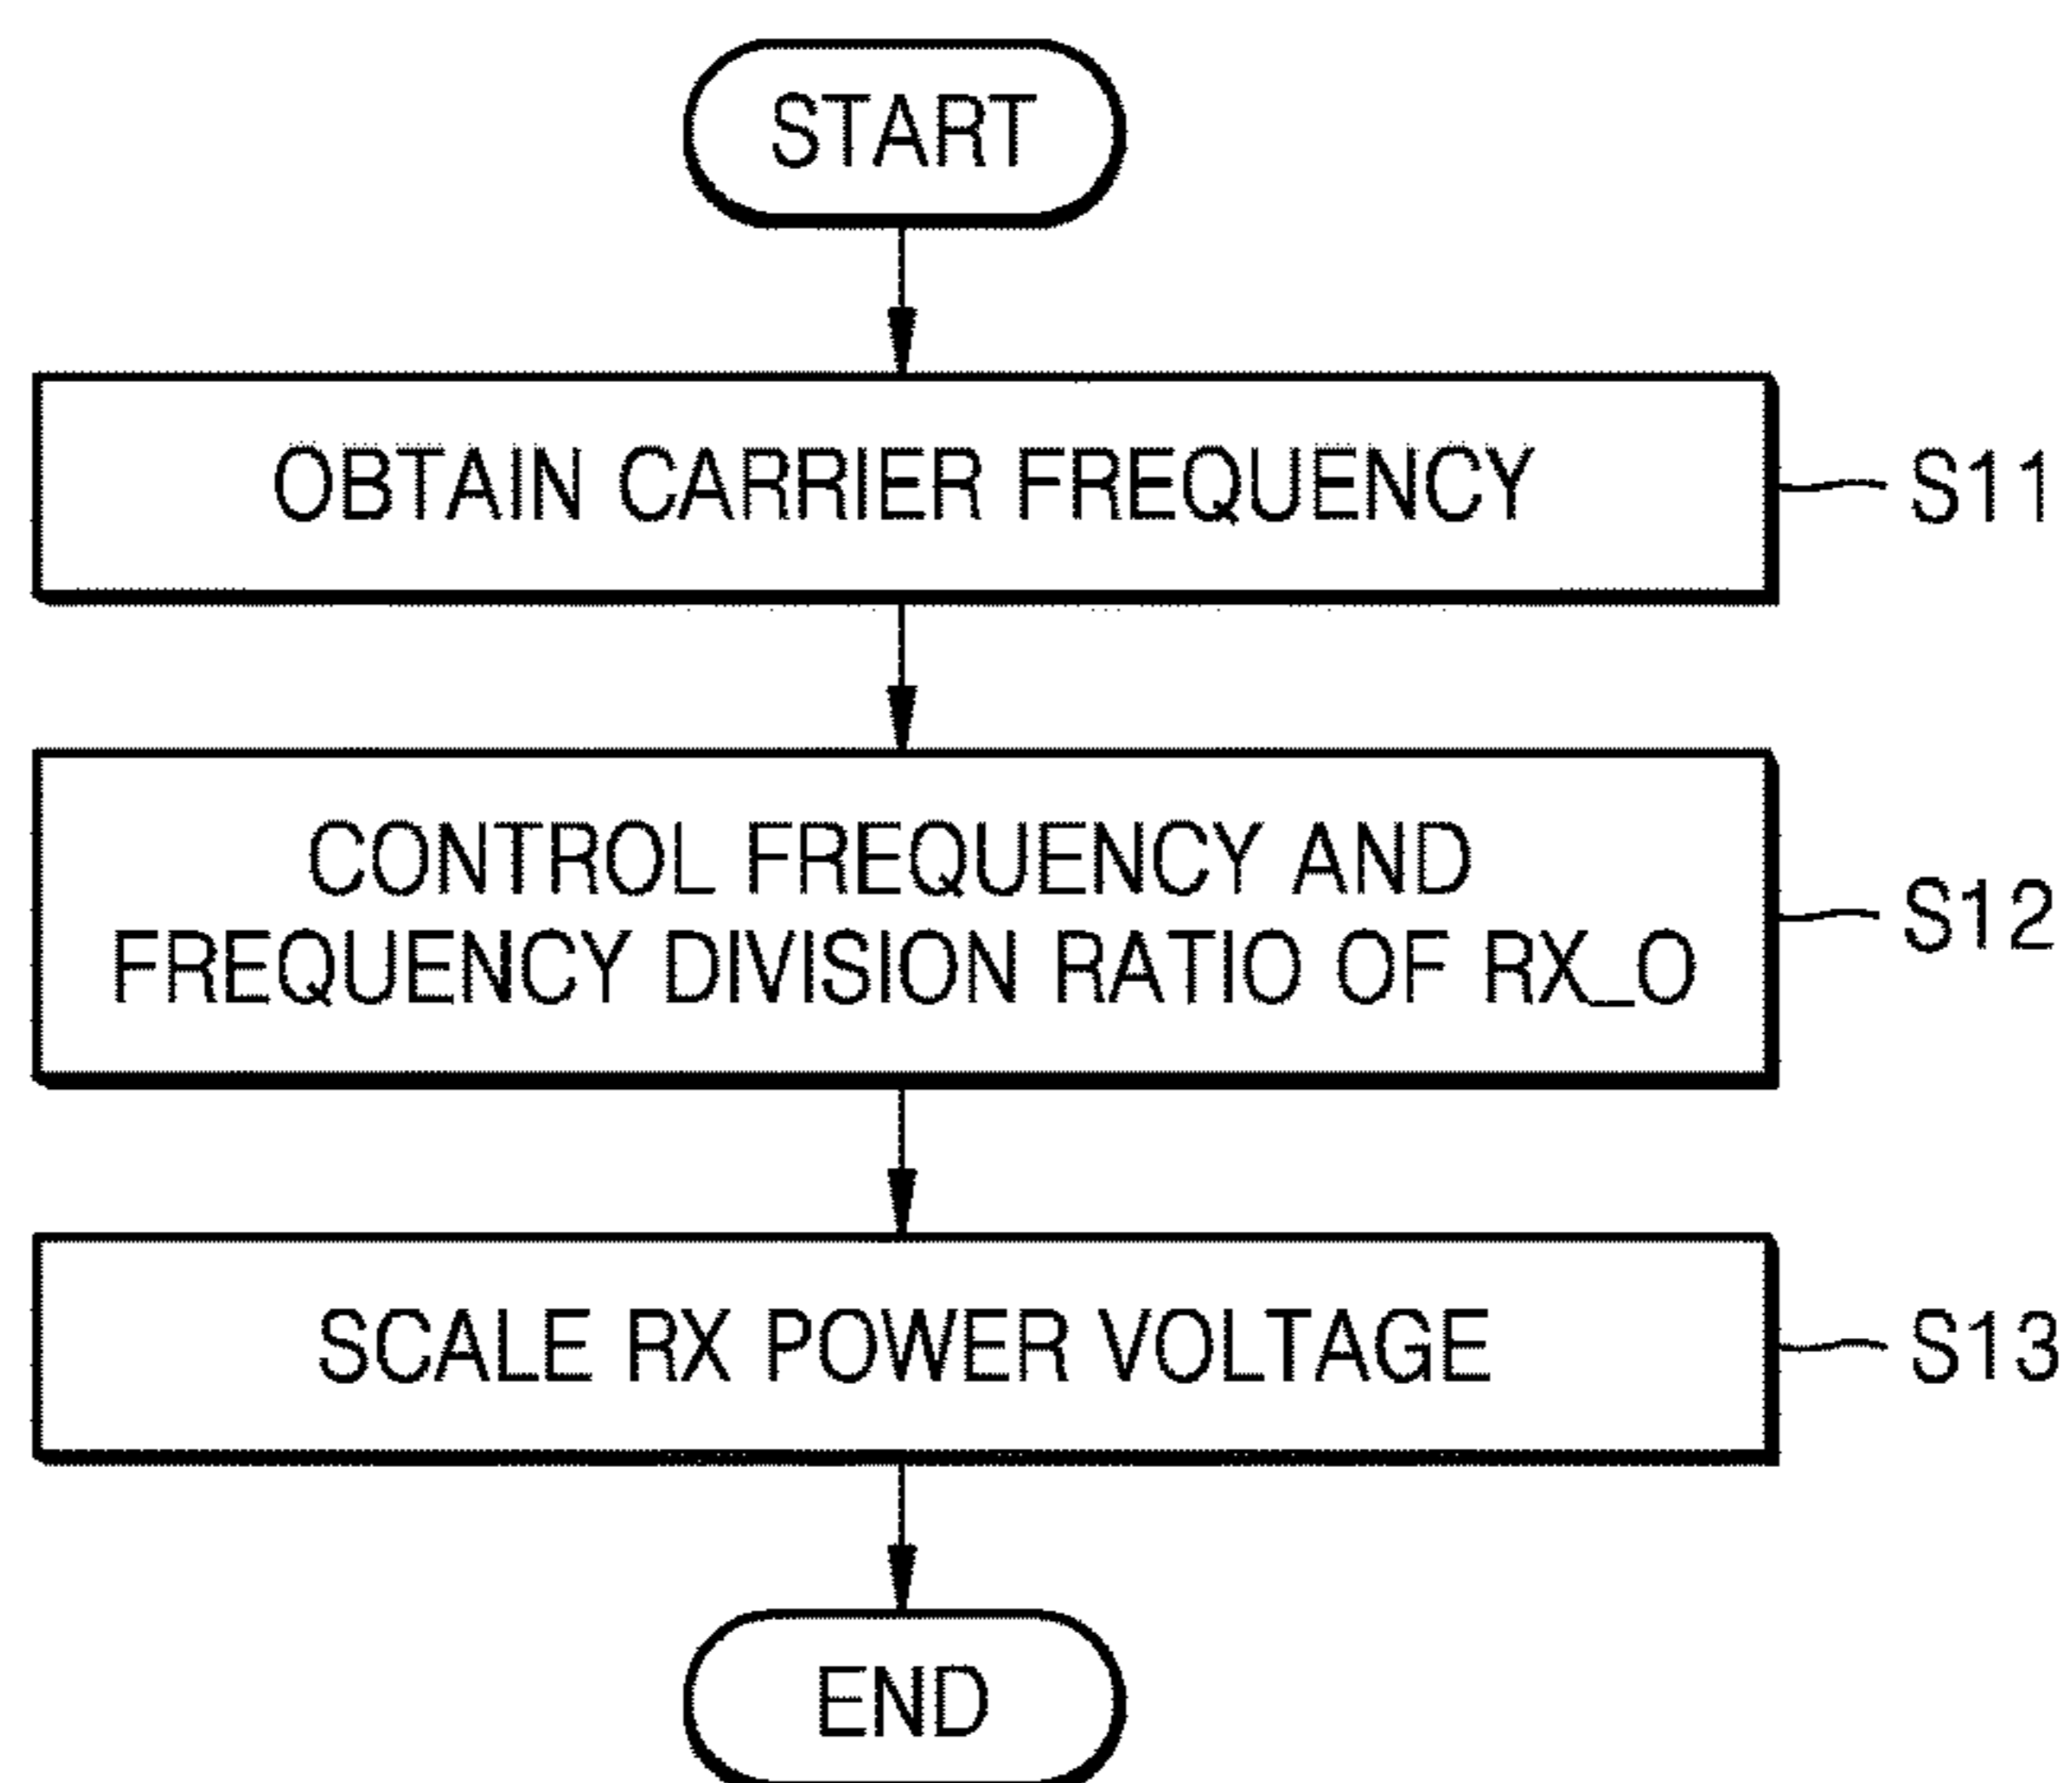 START
OBTAIN CARRIER FREQUENCY
S11
CONTROL FREQUENCY AND
FREQUENCY DIVISION RATIO OF RX_O
S12
SCALE RX POWER VOLTAGE
S13
END